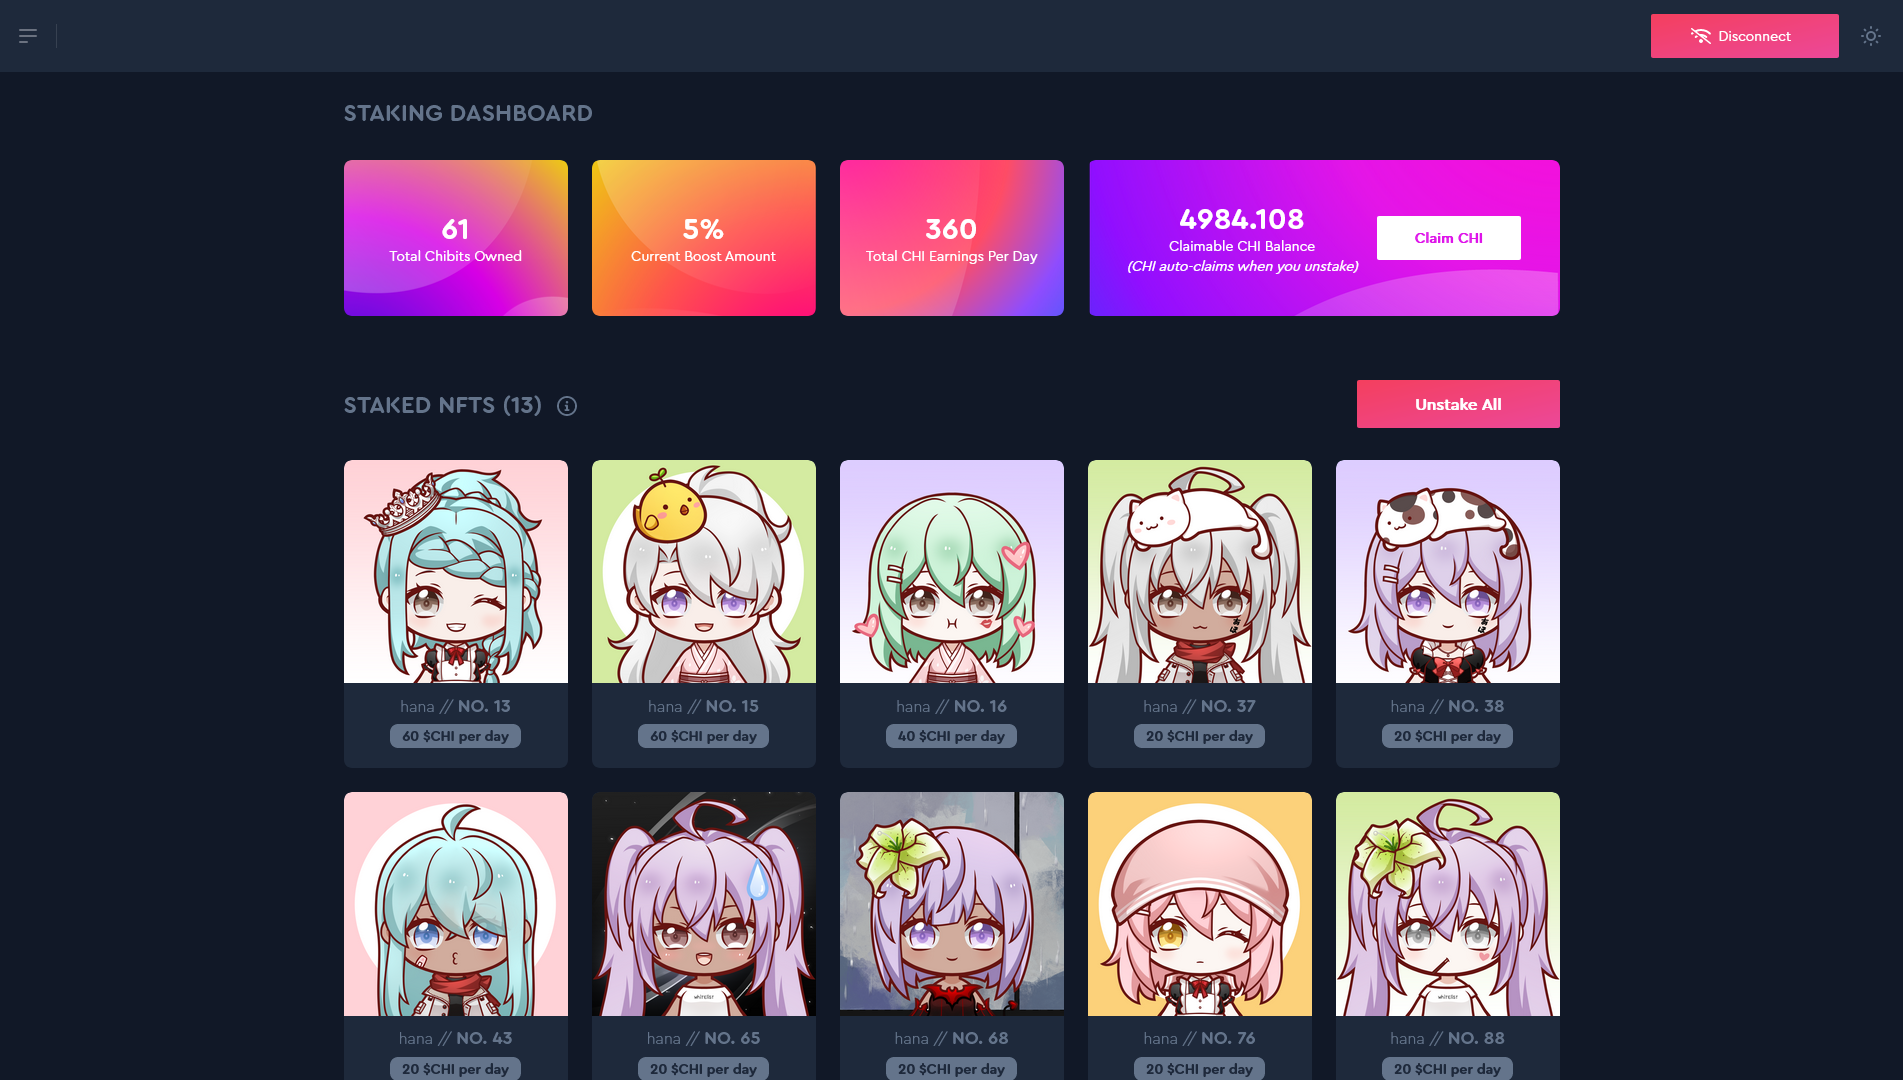 Disconnect
STAKING DASHBOARD
61
Total Chibits Owned
5%
Current Boost Amount
360
Total CHI Earnings Per Day
4984.108
Claimable CHI Balance
(CHI auto-claims when you unstake)
Claim CHI
STAKED NFTS (13)
Unstake All
hana // NO. 13
60 $CHI per day
hana // NO. 15
60 $CHI per day
hana // NO. 16
40 $CHI per day
hana // NO. 37
20 $CHI per day
hana // NO. 38
20 $CHI per day
whitelist
whitelist
hana // NO. 43
20 $CHI per day
hana // NO. 65
20 $CHI per day
hana // NO. 68
20 $CHI per day
hana // NO. 76
20 $CHI per day
hana // NO. 88
20 $CHI per day